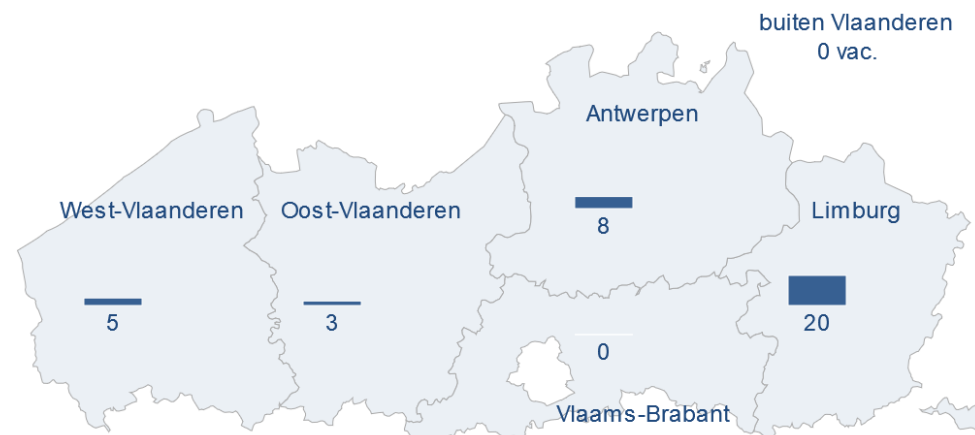 buiten Vlaanderen
0 vac.
Antwerpen
8
West-Vlaanderen
5
Oost-Vlaanderen
3
Limburg
20
0
Vlaams-Brabant